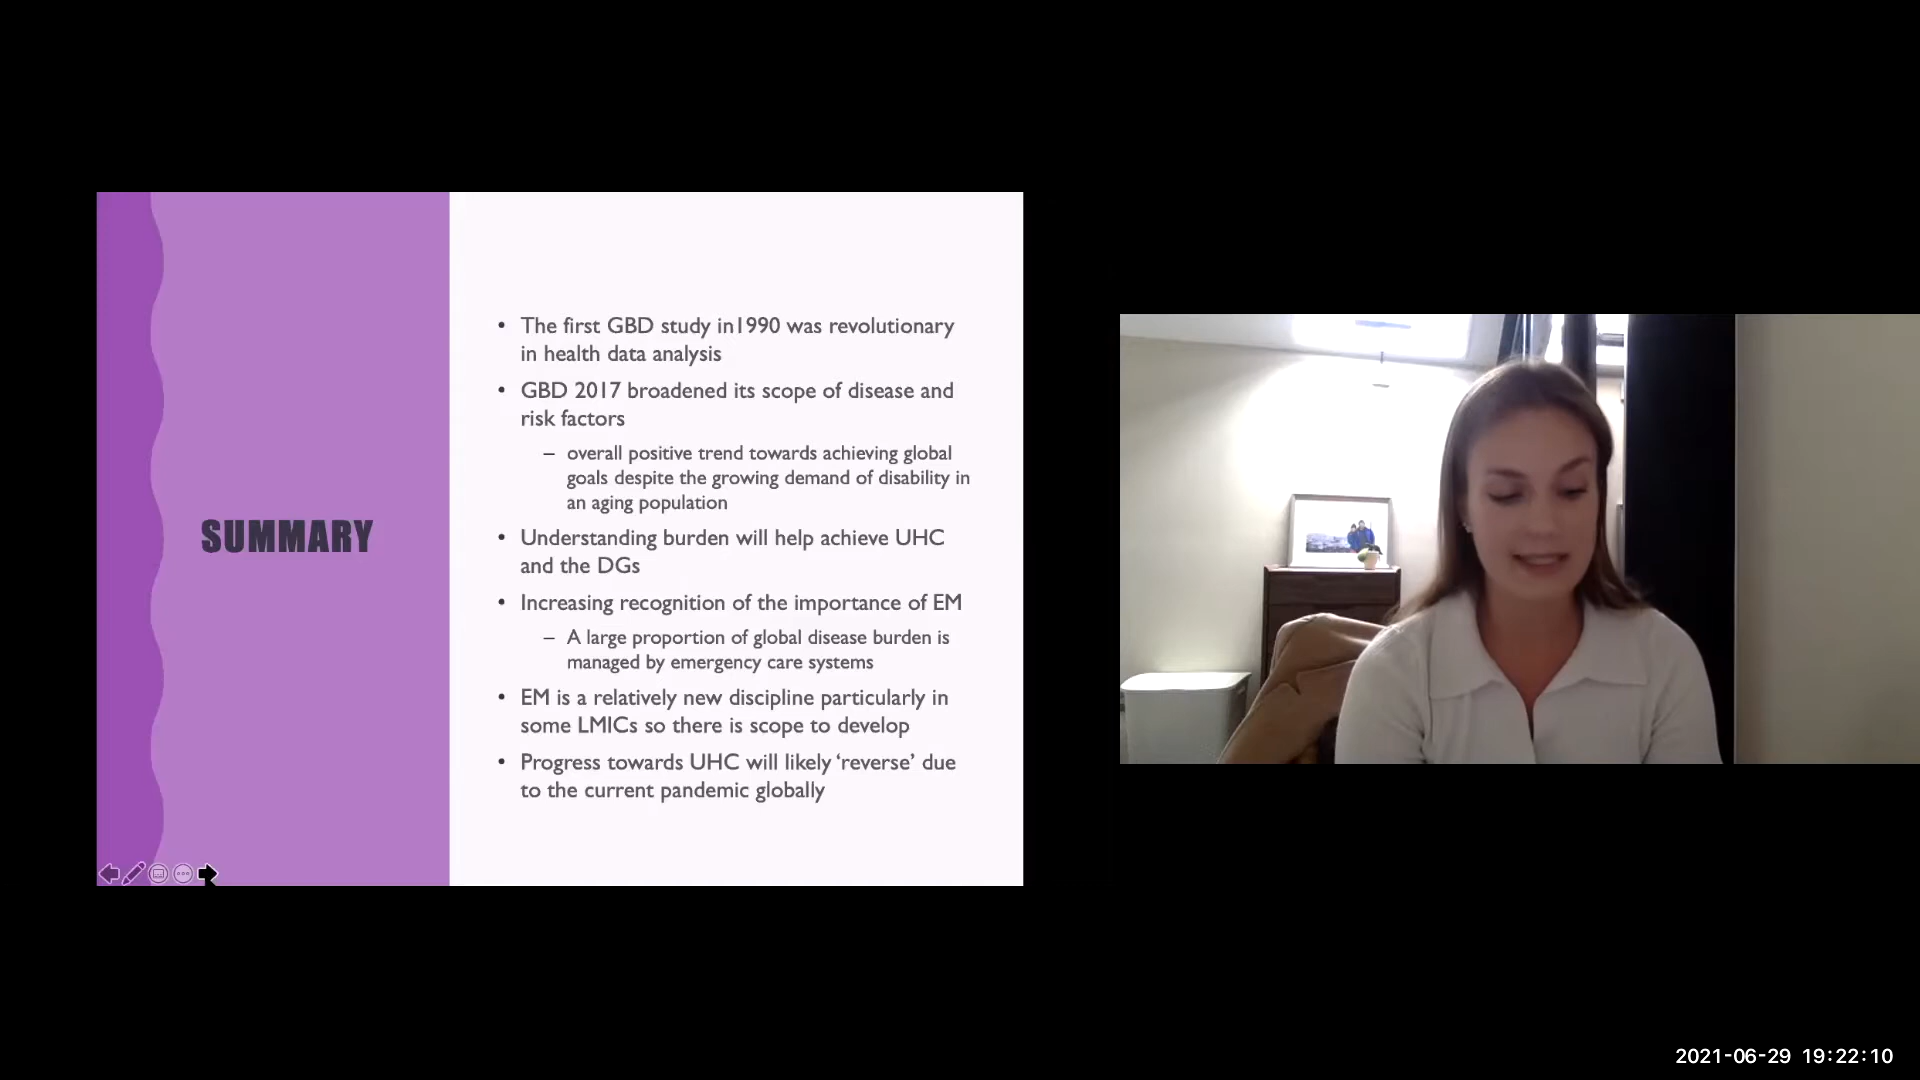 SUMMARY
• The first GBD study in1990 was revolutionary
in health data analysis
• GBD 2017 broadened its scope of disease and
risk factors
– overall positive trend towards achieving global
goals despite the growing demand of disability in
an aging population
• Understanding burden will help achieve UHC
and the DGs
• Increasing recognition of the importance of EM
– A large proportion of global disease burden is
managed by emergency care systems
• EM is a relatively new discipline particularly in
some LMICs so there is scope to develop
• Progress towards UHC will likely ‘reverse’ due
to the current pandemic globally
2021-06-29 19:22:10